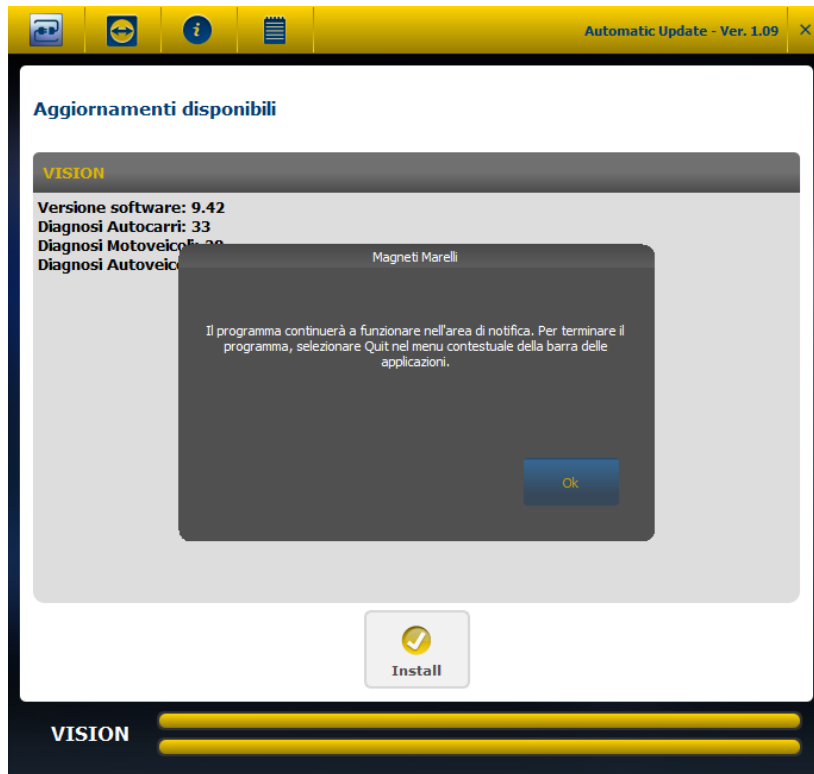 Automatic Update - Ver. 1.09
Aggiornamenti disponibili
VISION
Versione software: 9.42
Diagnosi Autocarri: 33
Diagnosi
Diagnosi
Magneti Marelli
Il programma continuerà a funzionare nell'area di notifica. Per terminare il
programma, selezionare Quit nel menu contestuale della barra delle
applicazioni.
Ok
Install
VISION